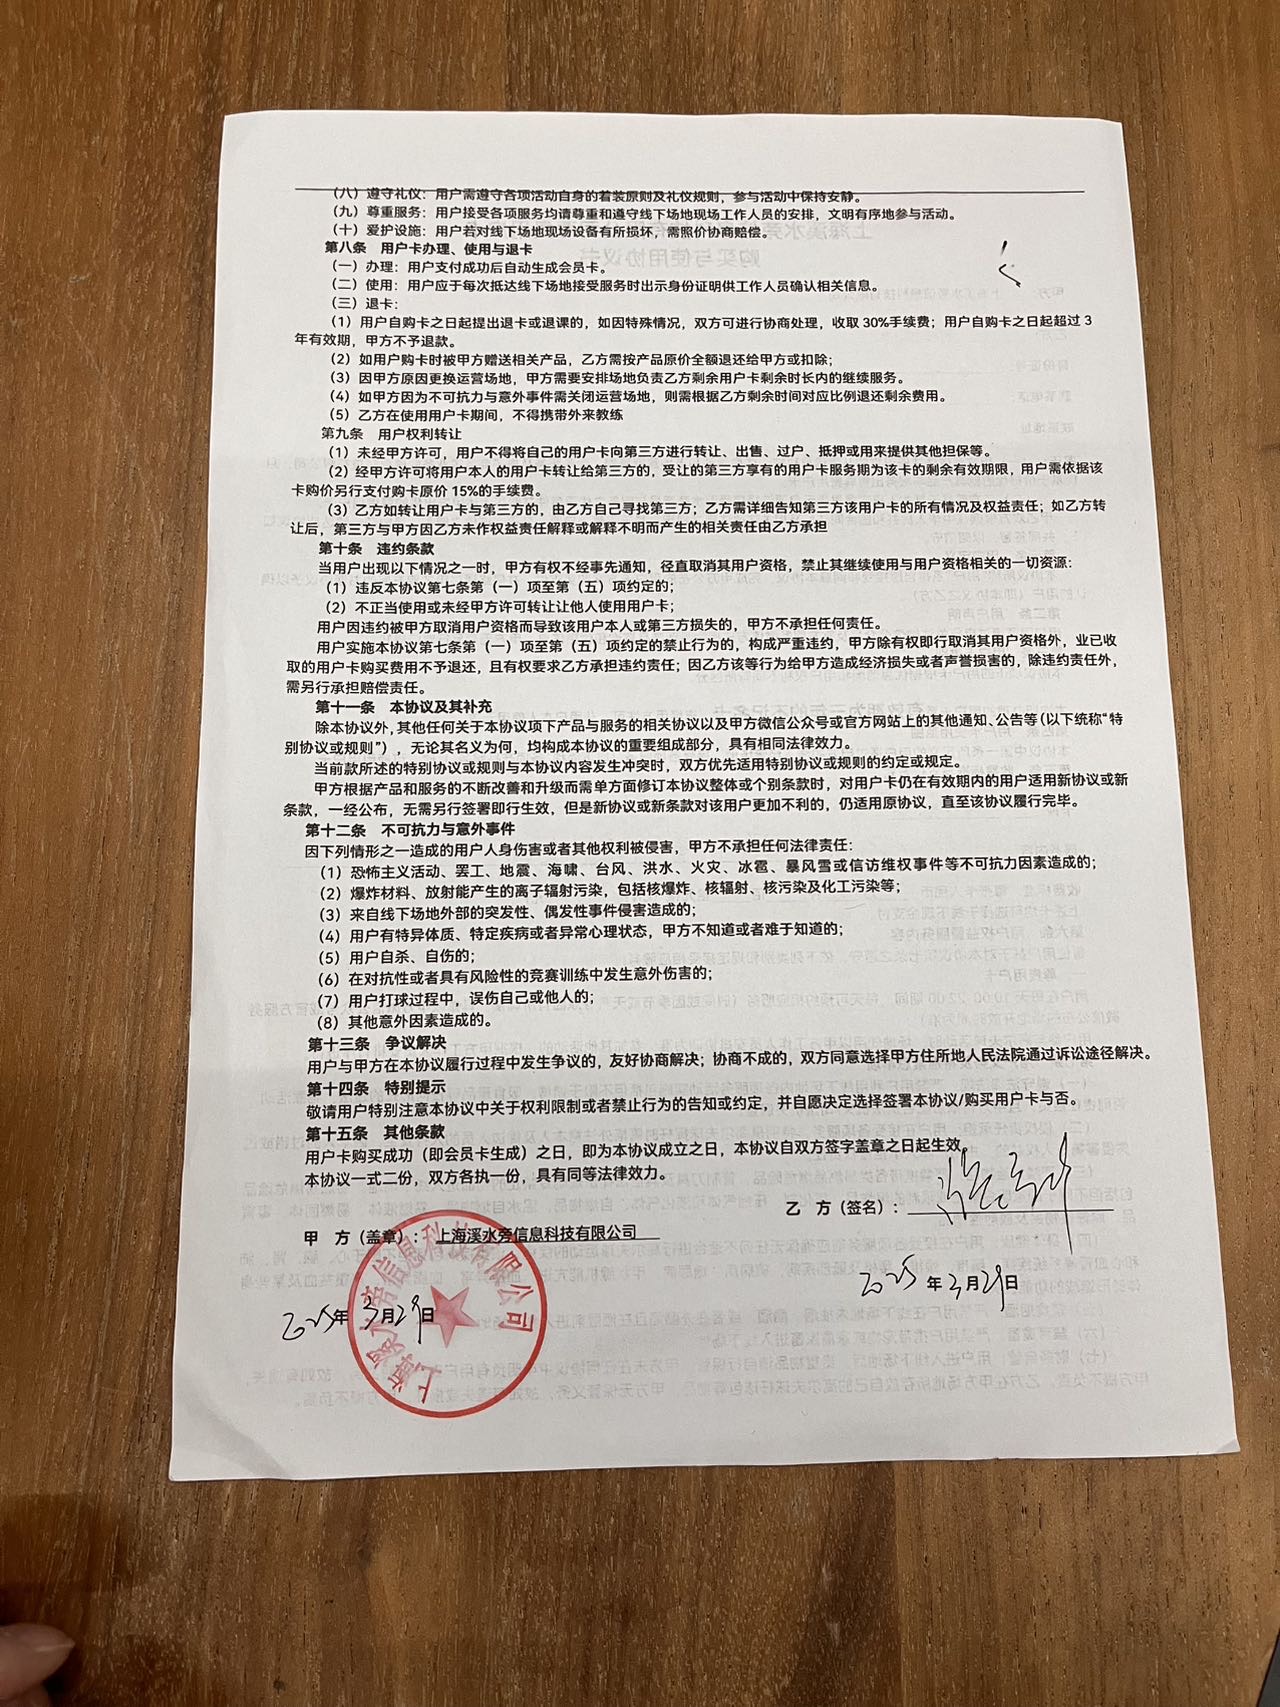 (八)遵守礼仪:用户需遵守各项活动自身的着装原则及礼仪规则,参与活动中保持安静。
(九)尊重服务:用户接受各项服务均请尊重和遵守线下场地现场工作人员的安排,文明有序地参与活动。
(十)爱护设施:用户若对线下场地现场设备有所损坏,需照价协商赔偿。
第八条 用户卡办理、使用与退卡
(一)办理:用户支付成功后自动生成会员卡。
(二)使用:用户应于每次抵达线下场地接受服务时出示身份证明供工作人员确认相关信息。
(三)退卡:
(1)用户自购卡之日起提出退卡或退课的,如因特殊情况,双方可进行协商处理,收取 30%手续费;用户自购卡之日起超过 3
年有效期,甲方不予退款。
(2)如用户购卡时被甲方赠送相关产品,乙方需按产品原价全额退还给甲方或扣除;
(3)因甲方原因更换运营场地,甲方需要安排场地负责乙方剩余用户卡剩余时长内的继续服务。
(4)如甲方因为不可抗力与意外事件需关闭运营场地,则需根据乙方剩余时间对应比例退还剩余费用。
(5)乙方在使用用户卡期间,不得携带外来教练
第九条 用户权利转让
(1)未经甲方许可,用户不得将自己的用户卡向第三方进行转让、出售、过户、抵押或用来提供其他担保等。
(2)经甲方许可将用户本人的用户卡转让给第三方的,受让的第三方享有的用户卡服务期为该卡的剩余有效期限,用户需依据该
卡购价另行支付购卡原价 15%的手续费。
(3)乙方如转让用户卡与第三方的,由乙方自己寻找第三方;乙方需详细告知第三方该用户卡的所有情况及权益责任;如乙方转
让后,第三方与甲方因乙方未作权益责任解释或解释不明而产生的相关责任由乙方承担
第十条 违约条款
当用户出现以下情况之一时,甲方有权不经事先通知,径直取消其用户资格,禁止其继续使用与用户资格相关的一切资源:
(1)违反本协议第七条第(一)项至第(五)项约定的;
(2)不正当使用或未经甲方许可转让让他人使用用户卡;
用户因违约被甲方取消用户资格而导致该用户本人或第三方损失的,甲方不承担任何责任。
用户实施本协议第七条第(一)项至第(五)项约定的禁止行为的,构成严重违约,甲方除有权即行取消其用户资格外,业已收
取的用户卡购买费用不予退还,且有权要求乙方承担违约责任;因乙方该等行为给甲方造成经济损失或者声誉损害的,除违约责任外,
需另行承担赔偿责任。
第十一条 本协议及其补充
除本协议外,其他任何关于本协议项下产品与服务的相关协议以及甲方微信公众号或官方网站上的其他通知、公告等(以下统称“特
别协议或规则”),无论其名义为何,均构成本协议的重要组成部分,具有相同法律效力。
当前款所述的特别协议或规则与本协议内容发生冲突时,双方优先适用特别协议或规则的约定或规定。
甲方根据产品和服务的不断改善和升级而需单方面修订本协议整体或个别条款时,对用户卡仍在有效期内的用户适用新协议或新
条款,一经公布,无需另行签署即行生效,但是新协议或新条款对该用户更加不利的,仍适用原协议,直至该协议履行完毕。
第十二条 不可抗力与意外事件
因下列情形之一造成的用户人身伤害或者其他权利被侵害,甲方不承担任何法律责任:
(1)恐怖主义活动、罢工、地震、海啸、台风、洪水、火灾、冰雹、暴风雪或信访维权事件等不可抗力因素造成的;
(2)爆炸材料、放射能产生的离子辐射污染,包括核爆炸、核辐射、核污染及化工污染等;
(3)来自线下场地外部的突发性、偶发性事件侵害造成的;
(4)用户有特异体质、特定疾病或者异常心理状态,甲方不知道或者难于知道的;
(5)用户自杀、自伤的;
(6)在对抗性或者具有风险性的竞赛训练中发生意外伤害的;
(7)用户打球过程中,误伤自己或他人的;
(8)其他意外因素造成的。
第十三条 争议解决
用户与甲方在本协议履行过程中发生争议的,友好协商解决;协商不成的,双方同意选择甲方住所地人民法院通过诉讼途径解决。
第十四条 特别提示
敬请用户特别注意本协议中关于权利限制或者禁止行为的告知或约定,并自愿决定选择签署本协议/购买用户卡与否。
第十五条 其他条款
用户卡购买成功(即会员卡生成)之日,即为本协议成立之日,本协议自双方签字盖章之日起生效。
本协议一式二份,双方各执一份,具有同等法律效力。
乙 方(签名):
甲 方(盖章):上海溪水旁信息科技有限公司
上海溪水旁信息科技有限公司
2025年3月29日
2025年3月29日